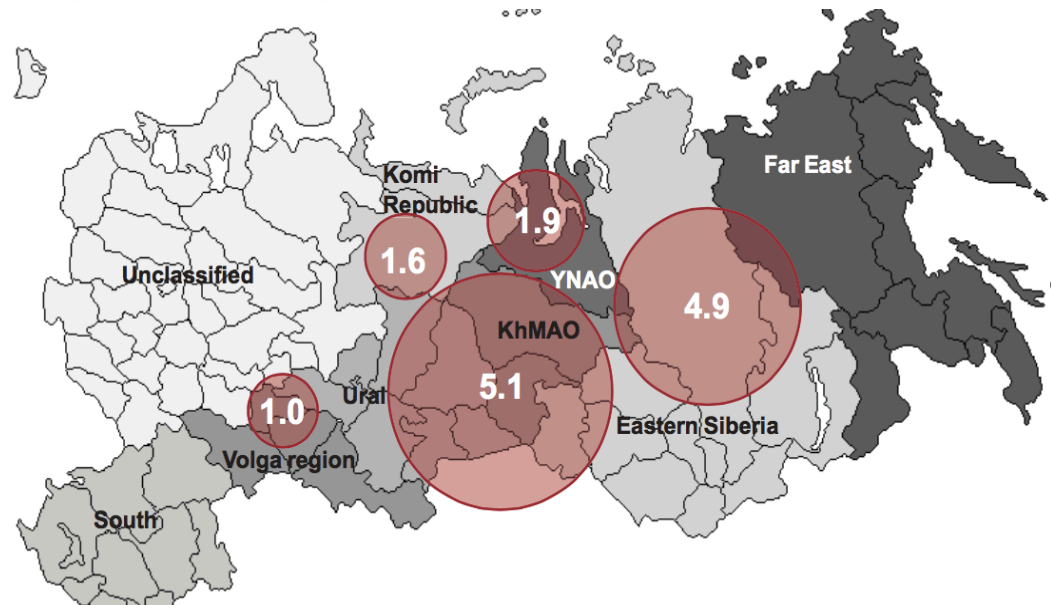 Far East
Komi
Republic
1.9
1.6
Unclassified
YNAO
4.9
KhMAO
5.1
Ural
1.0
Eastern Siberia
Volga region
South